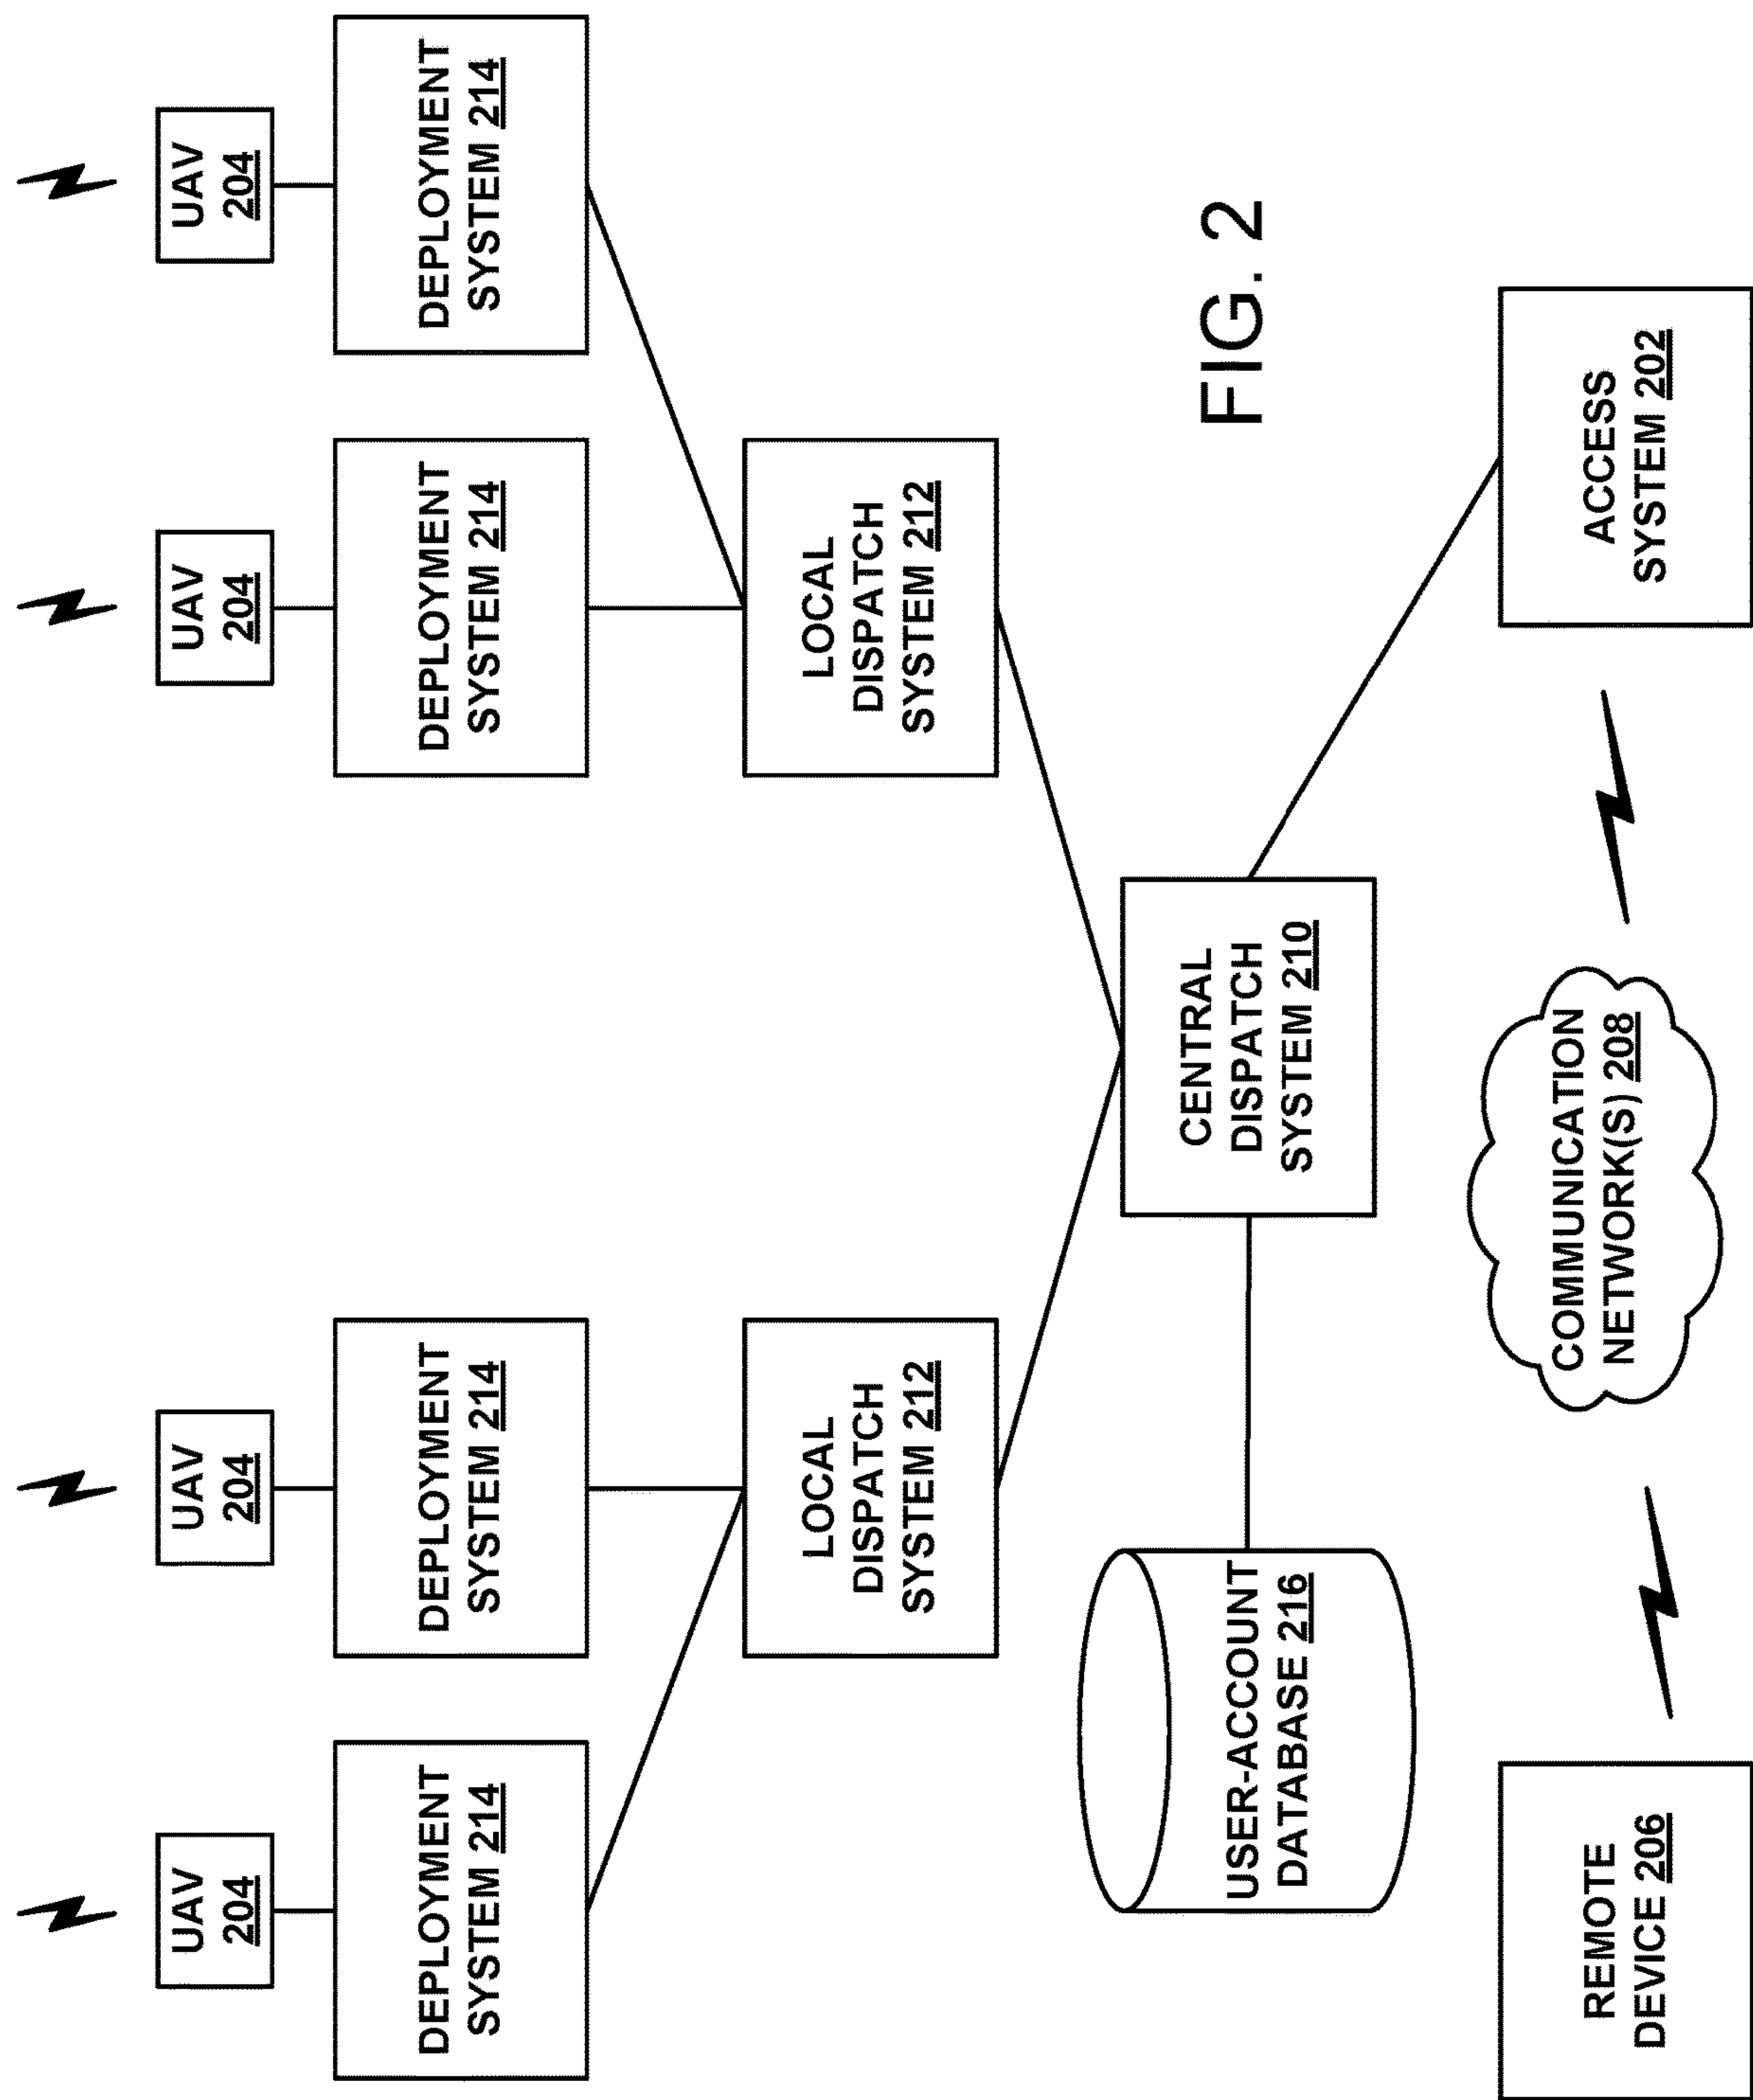 UAV
204
UAV
204
UAV
204
UAV
204
DEPLOYMENT
SYSTEM 214
DEPLOYMENT
SYSTEM 214
DEPLOYMENT
SYSTEM 214
DEPLOYMENT
SYSTEM 214
LOCAL
DISPATCH
SYSTEM 212
LOCAL
DISPATCH
SYSTEM 212
USER-ACCOUNT
DATABASE 216
CENTRAL
DISPATCH
SYSTEM 210
FIG. 2
REMOTE
DEVICE 206
COMMUNICATION
NETWORK(S) 208
ACCESS
SYSTEM 202